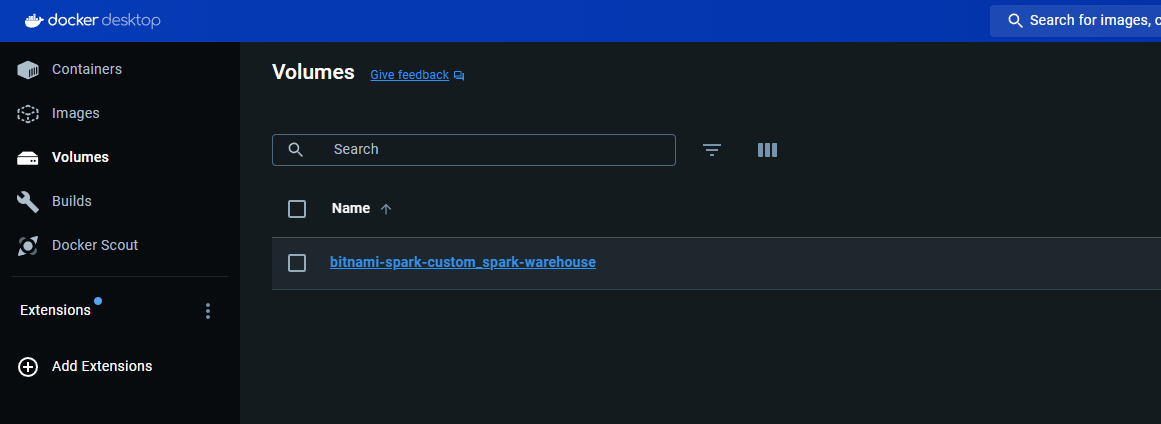 docker desktop
Search for images, c
Containers
Images
Volumes
Builds
Docker Scout
Extensions
Add Extensions
Volumes
Give feedback
Search
Name
bitnami-spark-custom_spark-warehouse